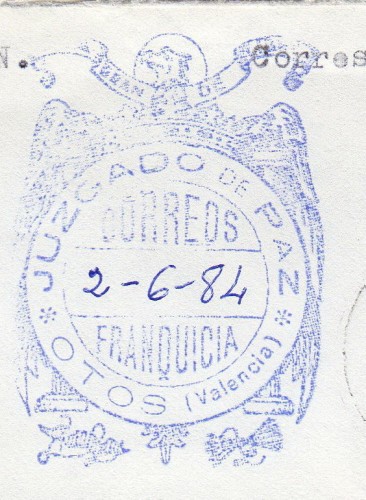 N.
Corres
JUZGADO DE PAZ
CORREOS
2-6-84
FRANQUICIA
OTOS (Valencia)